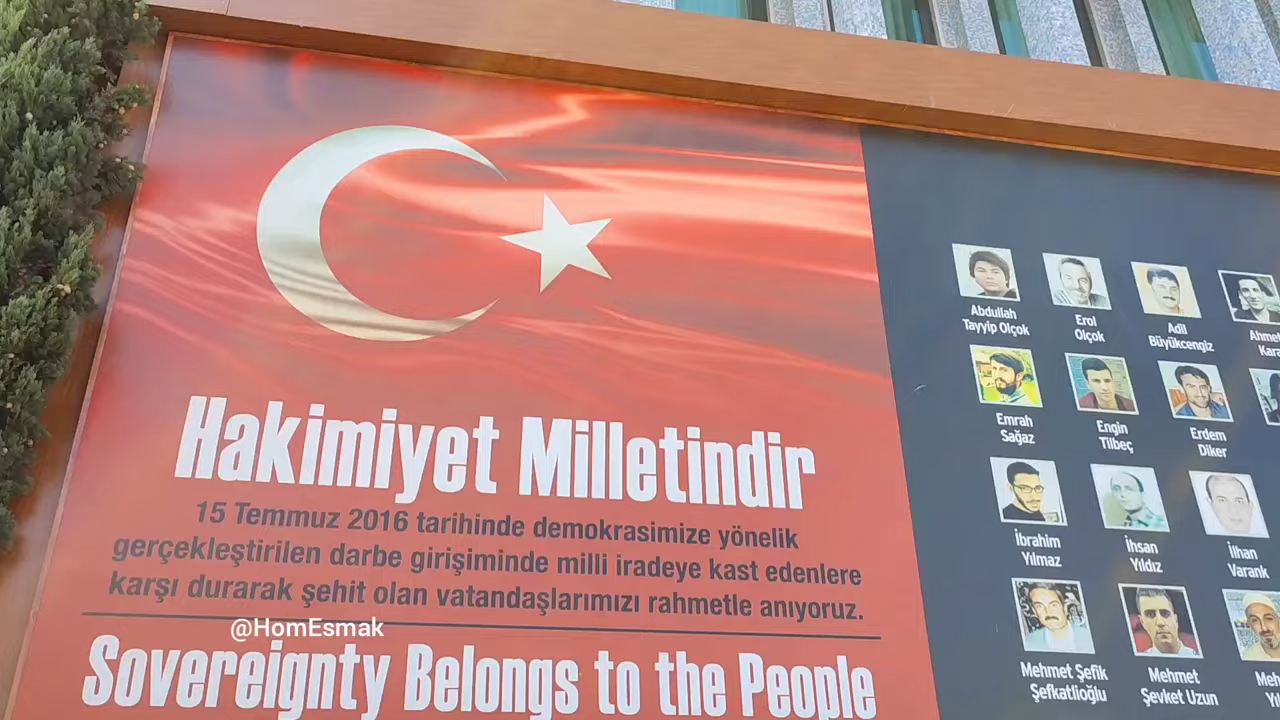 Hakimiyet Milletindir
15 Temmuz 2016 tarihinde demokrasimize yönelik
gerçekleştirilen darbe girişiminde milli iradeye kast edenlere
karşı durarak şehit olan vatandaşlarımızı rahmetle anıyoruz.
@HomEsmak
Sovereignty Belongs to the People
Abdullah
Tayyip Olçok
Erol
Olçok
Adil
Büyükcengiz
Emrah
Sağaz
Engin
Tilbeç
Erdem
Diker
İbrahim
Yılmaz
İhsan
Yıldız
İlhan
Varank
Mehmet Şefik
Şefkatlioğlu
Mehmet
Şevket Uzun